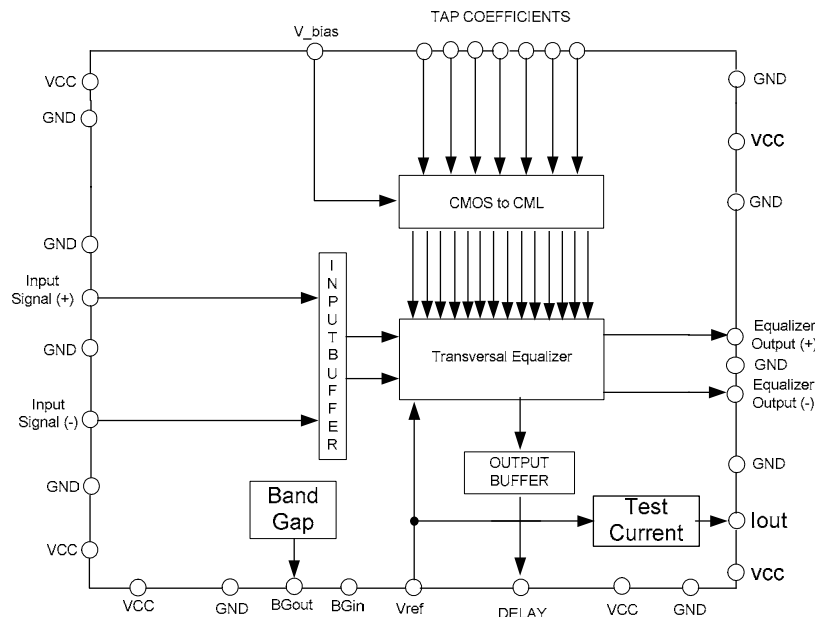 TAP COEFFICIENTS
V_bias
VCC
GND
GND
VCC
CMOS to CML
GND
GND
Input
Signal (+)
INPUTBUFFER
Transversal Equalizer
Equalizer
Output (+)
GND
GND
Equalizer
Output (-)
Input
Signal (-)
OUTPUT
BUFFER
GND
GND
Band
Gap
Test
Current
Iout
VCC
VCC
VCC
GND
BGout
BGin
Vref
DELAY
VCC
GND